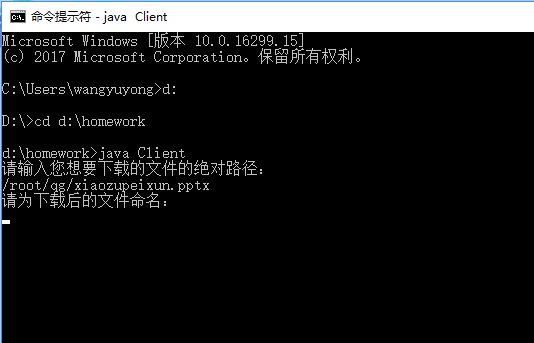 命令提示符 - java  Client
Microsoft Windows [版本 10.0.16299.15]
(c) 2017 Microsoft Corporation。保留所有权利。
C:\Users\wangyuyong>d:
D:\>cd d:\homework
d:\homework>java Client
请输入您想要下载的文件的绝对路径：
/root/qg/xiaozupeixun.pptx
请为下载后的文件命名：